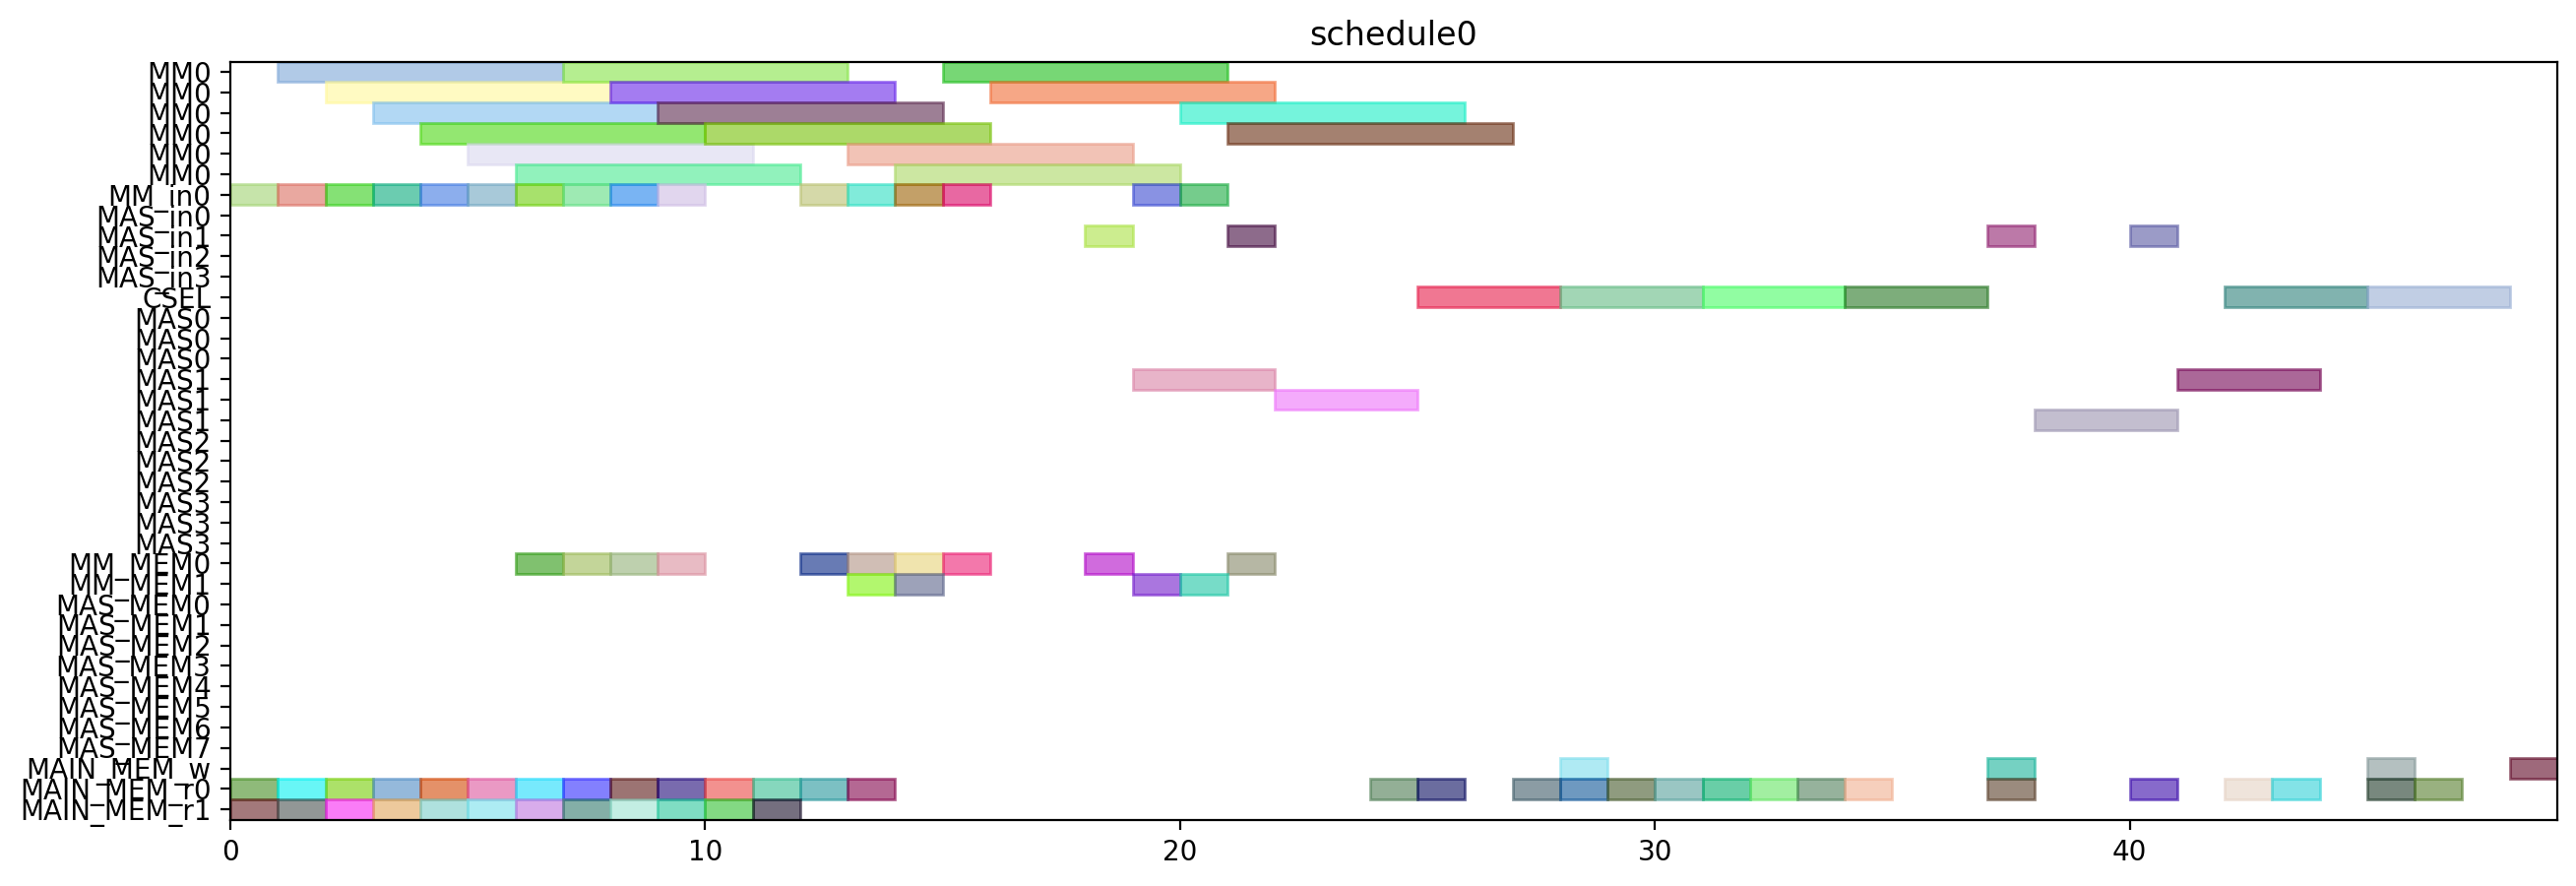 schedule0
MM0
MM0
MM0
MM0
MM0
MM0
MM_in0
MAS_in0
MAS_in1
MAS_in2
MAS_in3
CSEL
MAS0
MAS0
MAS0
MAS1
MAS1
MAS1
MAS2
MAS2
MAS2
MAS3
MAS3
MAS3
MM_MEM0
MM_MEM1
MAS_MEM0
MAS_MEM1
MAS_MEM2
MAS_MEM3
MAS_MEM4
MAS_MEM5
MAS_MEM6
MAS_MEM7
MAIN_MEM_w
MAIN_MEM_r0
MAIN_MEM_r1
0 10 20 30 40